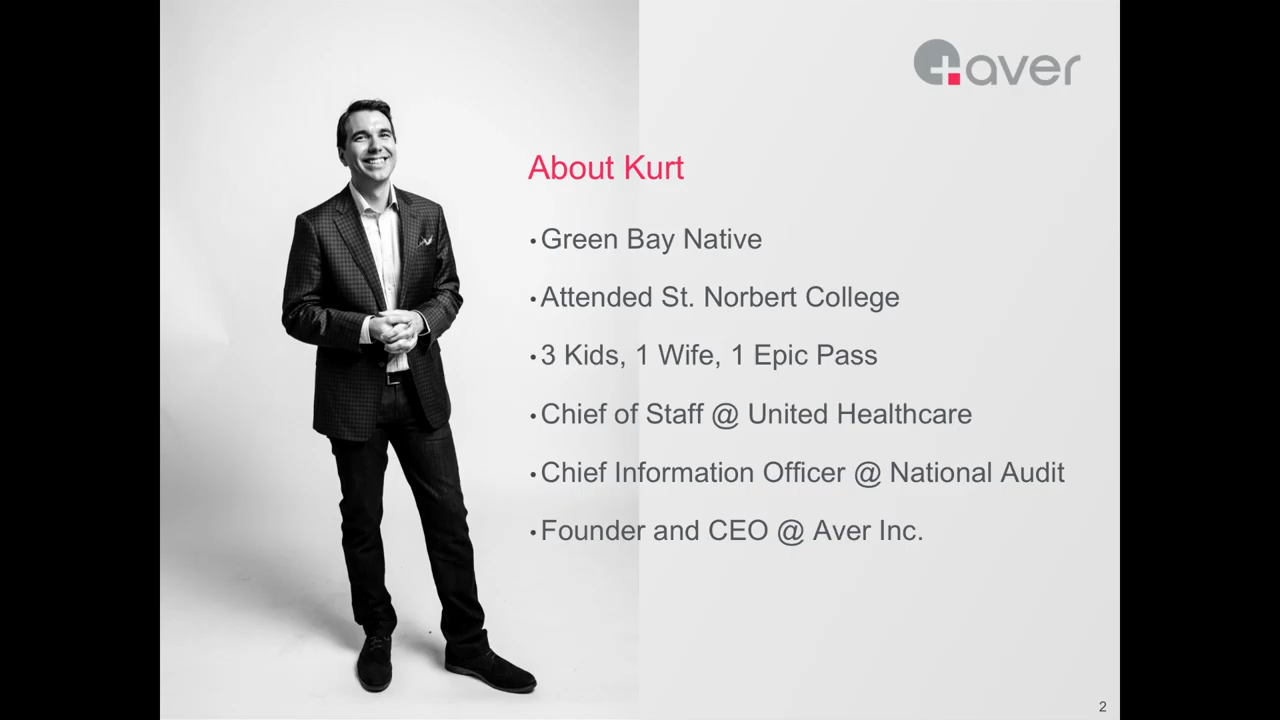 aver
About Kurt
•Green Bay Native
•Attended St. Norbert College
•3 Kids, 1 Wife, 1 Epic Pass
•Chief of Staff @ United Healthcare
•Chief Information Officer @ National Audit
•Founder and CEO @ Aver Inc.
2